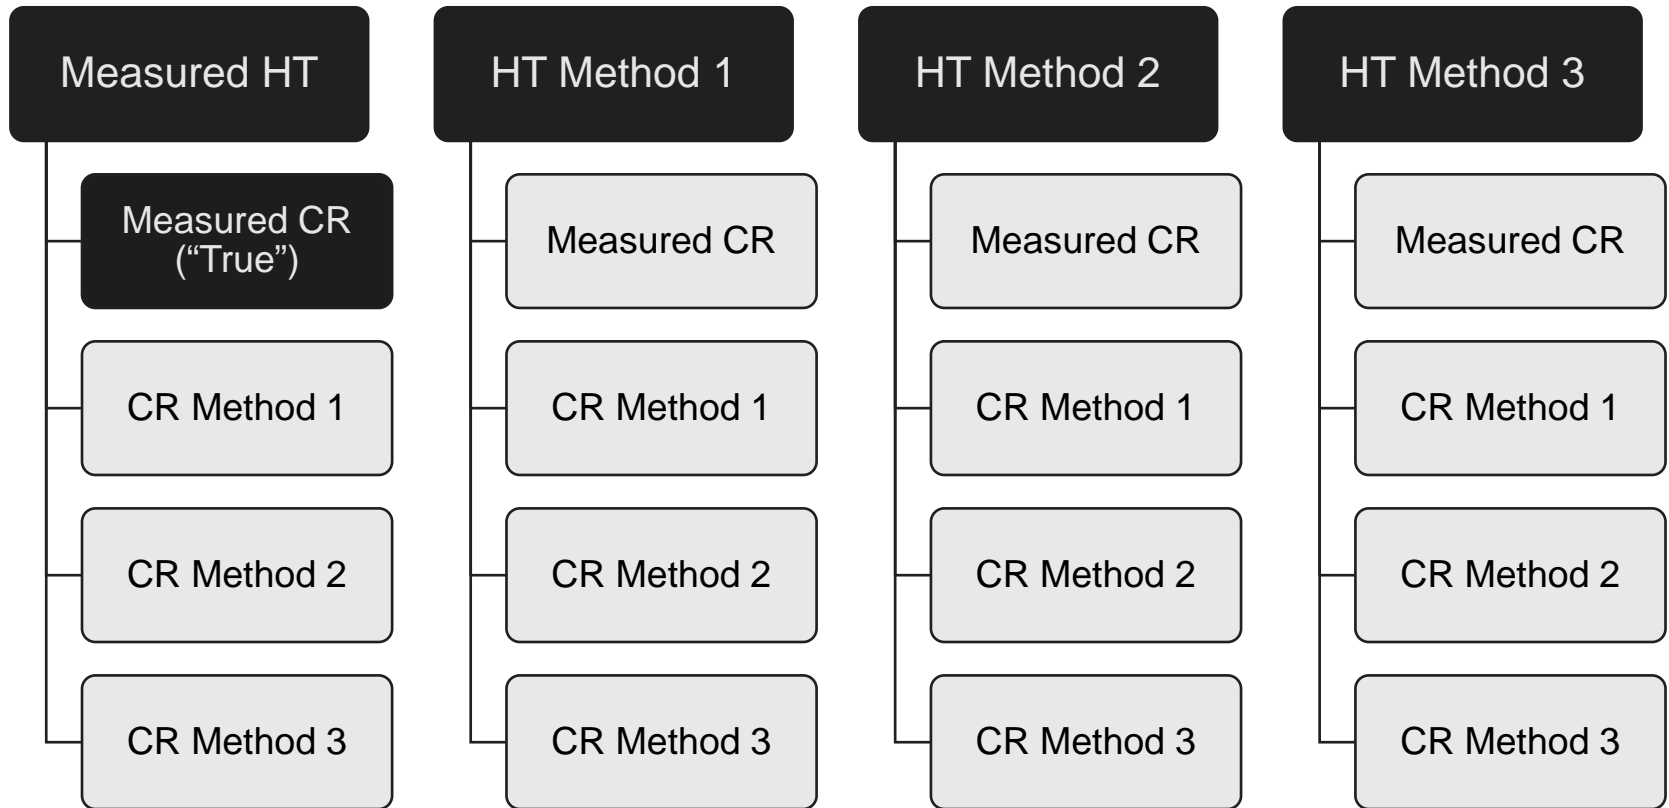 Measured HT
Measured CR
(“True”)
CR Method 1
CR Method 2
CR Method 3
HT Method 1
Measured CR
CR Method 1
CR Method 2
CR Method 3
HT Method 2
Measured CR
CR Method 1
CR Method 2
CR Method 3
HT Method 3
Measured CR
CR Method 1
CR Method 2
CR Method 3